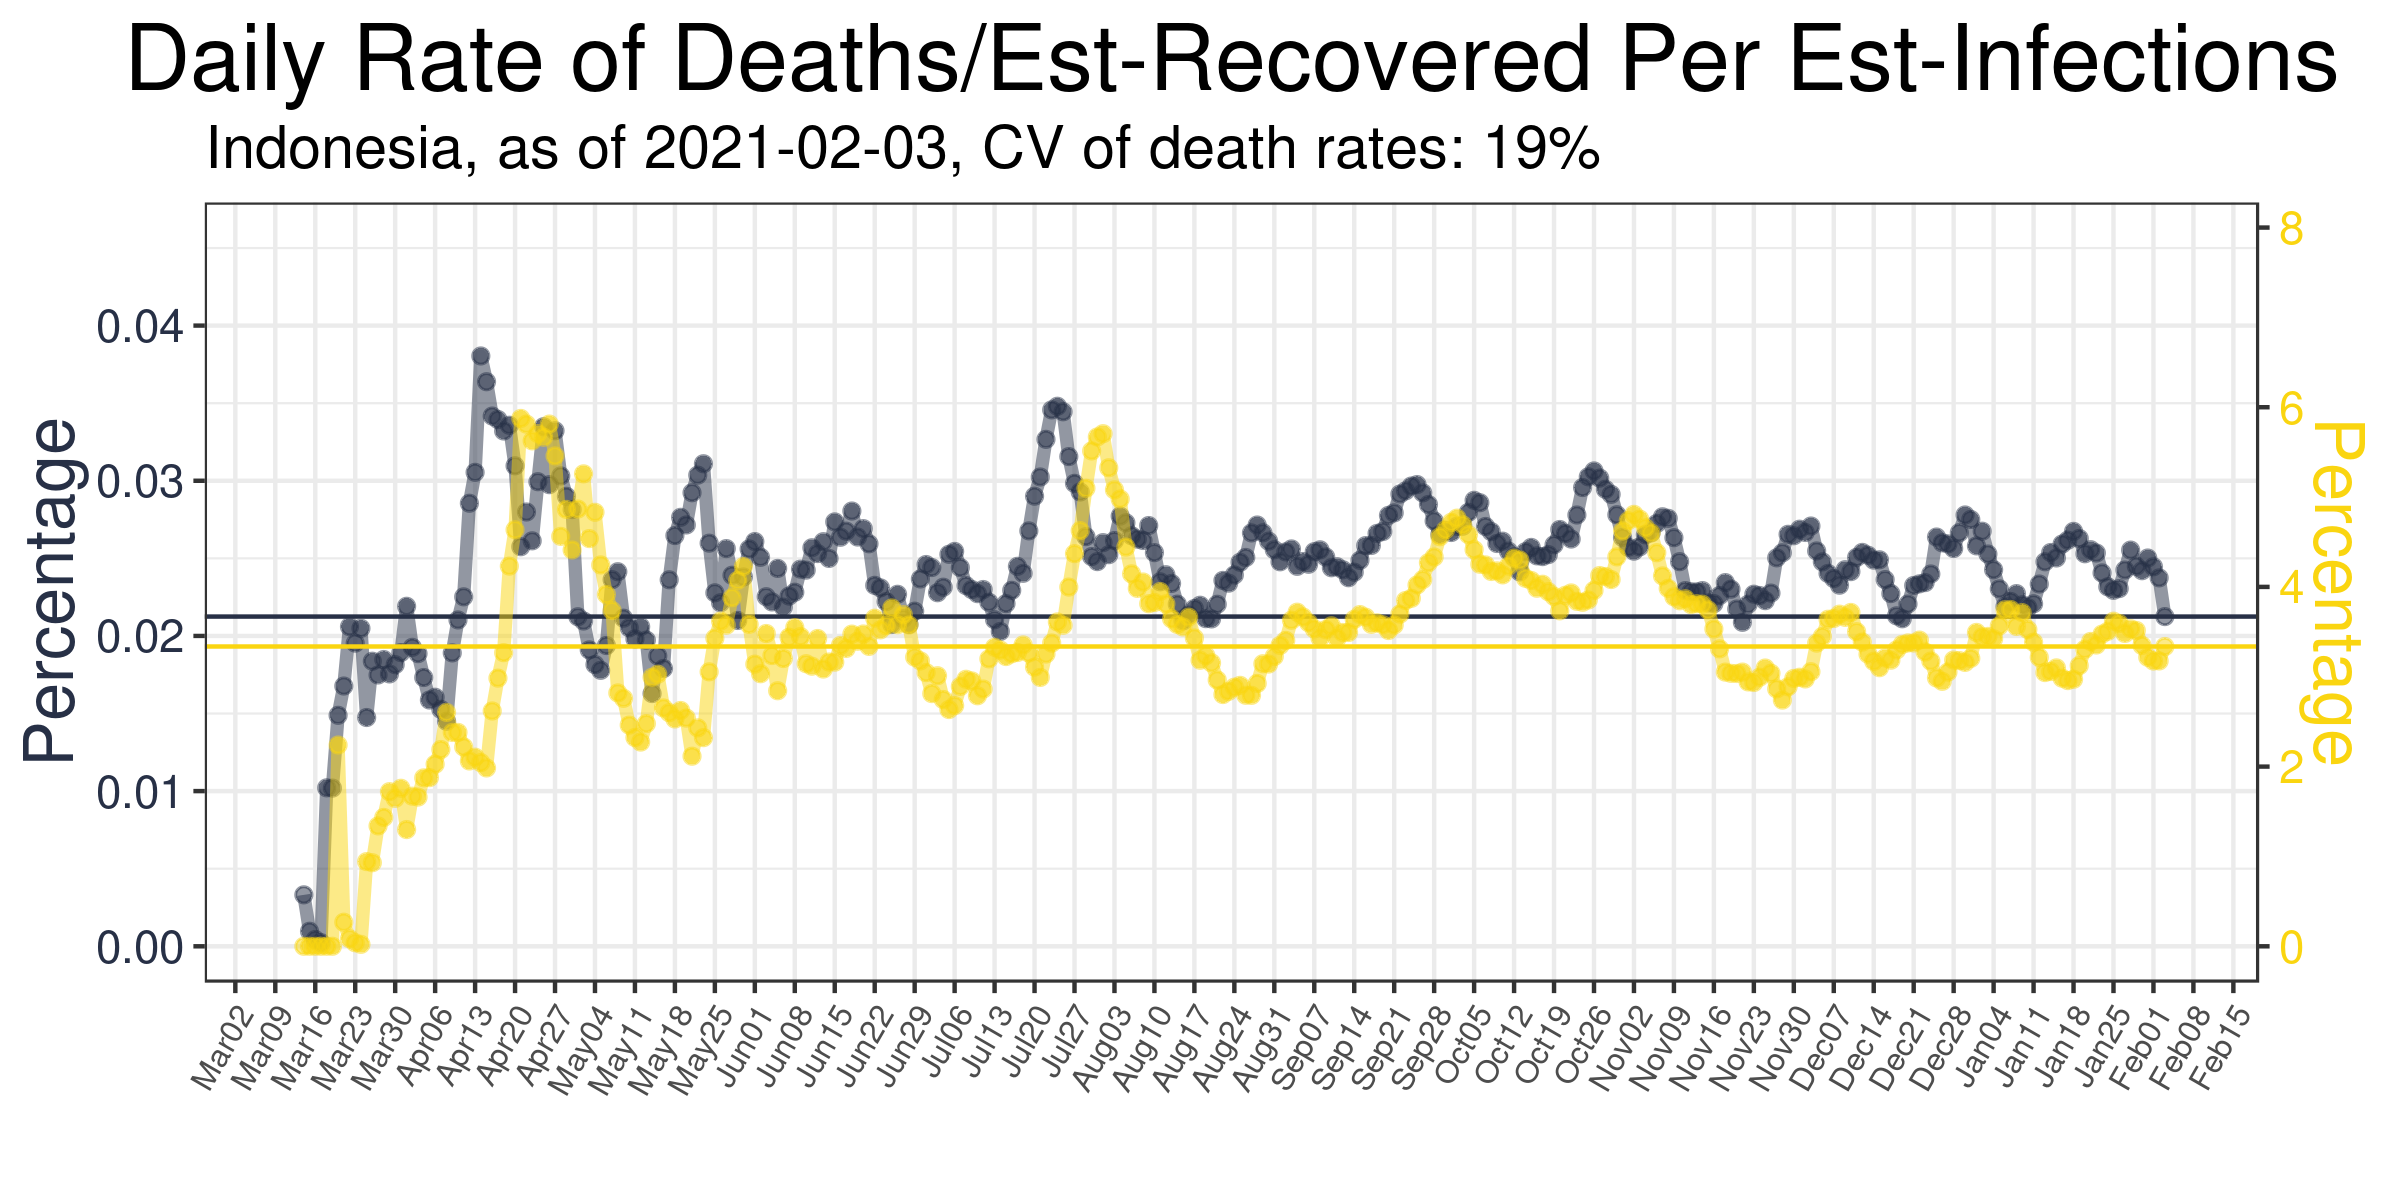 Daily Rate of Deaths/Est-Recovered Per Est-Infections
Indonesia, as of 2021-02-03, CV of death rates: 19%
Percentage
0.04
0.03
0.02
0.01
0.00
8
6
4
2
0
Percentage
Mar02 Mar09 Mar16 Mar23 Mar30 Apr06 Apr13 Apr20 Apr27 May04 May11 May18 May25 Jun01 Jun08 Jun15 Jun22 Jun29 Jul06 Jul13 Jul20 Jul27 Aug03 Aug10 Aug17 Aug24 Aug31 Sep07 Sep14 Sep21 Sep28 Oct05 Oct12 Oct19 Oct26 Nov02 Nov09 Nov16 Nov23 Nov30 Dec07 Dec14 Dec21 Dec28 Jan04 Jan11 Jan18 Jan25 Feb01 Feb08 Feb15